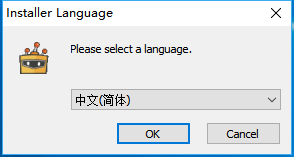 Installer Language
Please select a language.
中文(简体)
OK
Cancel